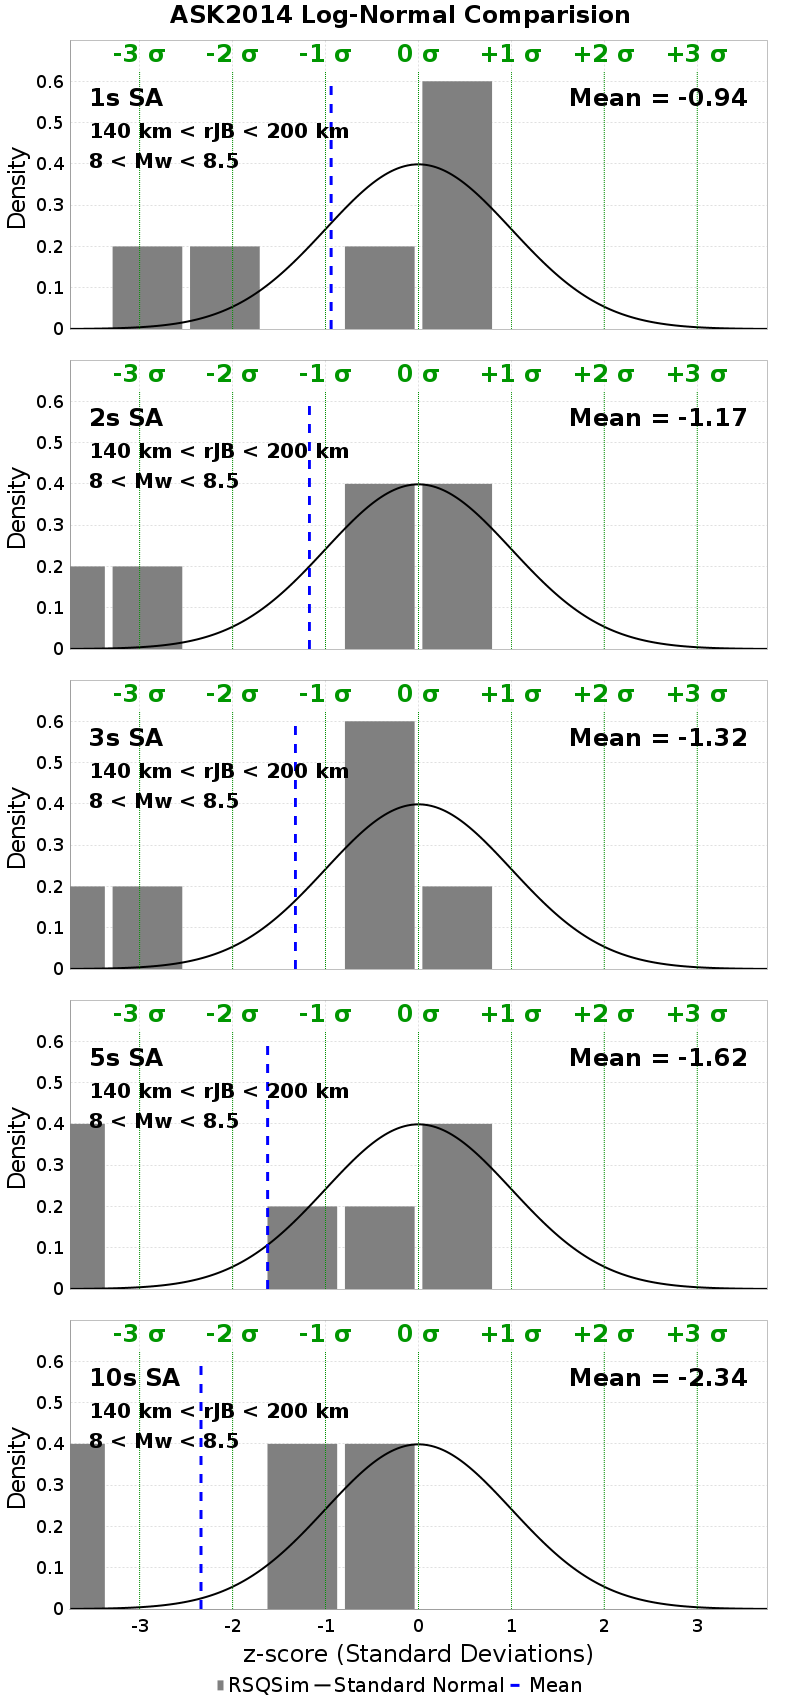 ASK2014 Log-Normal Comparision
-3 σ -2 σ -1 σ 0 σ +1 σ +2 σ +3 σ
1s SA Mean = -0.94
140 km < rJB < 200 km
8 < Mw < 8.5
Density
0.6
0.5
0.4
0.3
0.2
0.1
0
-3 σ -2 σ -1 σ 0 σ +1 σ +2 σ +3 σ
2s SA Mean = -1.17
140 km < rJB < 200 km
8 < Mw < 8.5
Density
0.6
0.5
0.4
0.3
0.2
0.1
0
-3 σ -2 σ -1 σ 0 σ +1 σ +2 σ +3 σ
3s SA Mean = -1.32
140 km < rJB < 200 km
8 < Mw < 8.5
Density
0.6
0.5
0.4
0.3
0.2
0.1
0
-3 σ -2 σ -1 σ 0 σ +1 σ +2 σ +3 σ
5s SA Mean = -1.62
140 km < rJB < 200 km
8 < Mw < 8.5
Density
0.6
0.5
0.4
0.3
0.2
0.1
0
-3 σ -2 σ -1 σ 0 σ +1 σ +2 σ +3 σ
10s SA Mean = -2.34
140 km < rJB < 200 km
8 < Mw < 8.5
Density
0.6
0.5
0.4
0.3
0.2
0.1
0
-3 -2 -1 0 1 2 3
z-score (Standard Deviations)
RSQSim Standard Normal Mean